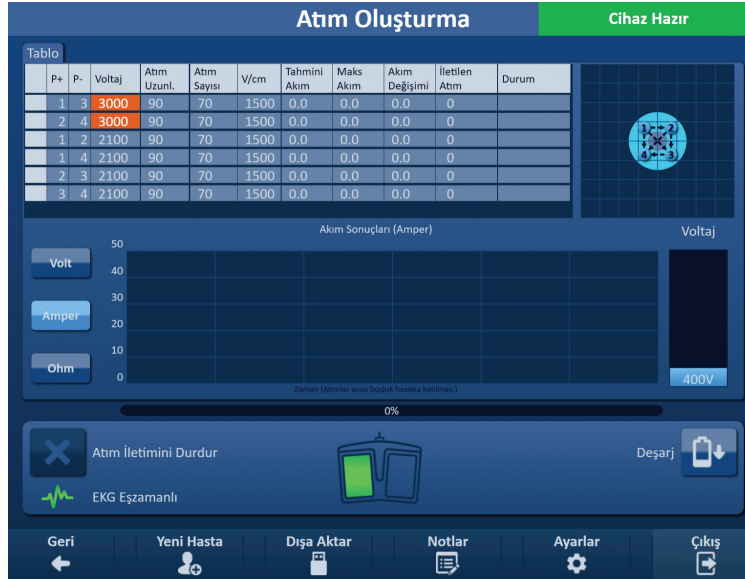 Atım Oluşturma
Cihaz Hazır
Tablo
P+ P- Voltaj Atım Uzunl. Atım Sayısı V/cm Tahmini Akım Maks Akım Akım Değişimi İletilen Atım Durum
1 3 3000 90 70 1500 0.0 0.0 0.0 0
2 4 3000 90 70 1500 0.0 0.0 0.0 0
1 2 2100 90 70 1500 0.0 0.0 0.0 0
1 4 2100 90 70 1500 0.0 0.0 0.0 0
2 3 2100 90 70 1500 0.0 0.0 0.0 0
3 4 2100 90 70 1500 0.0 0.0 0.0 0
1 2
4 3
Akım Sonuçları (Amper)
Voltaj
Volt
Amper
Ohm
50
40
30
20
10
0
Zaman (Atımlar arası boşluk hesaba katılmaz.)
400V
0%
Atım İletimini Durdur
Deşarj
EKG Eşzamanlı
Geri Yeni Hasta Dışa Aktar Notlar Ayarlar Çıkış